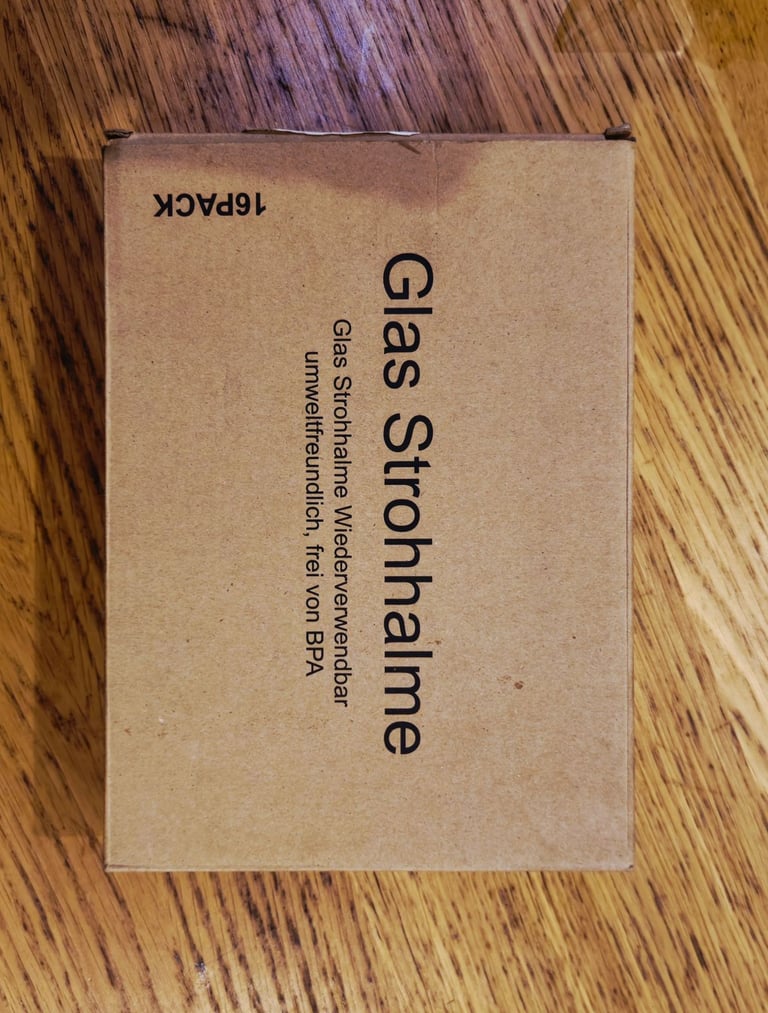 16PACK
Glas Strohhalme
Glas Strohhalme Wiederverwendbar
umweltfreundlich, frei von BPA